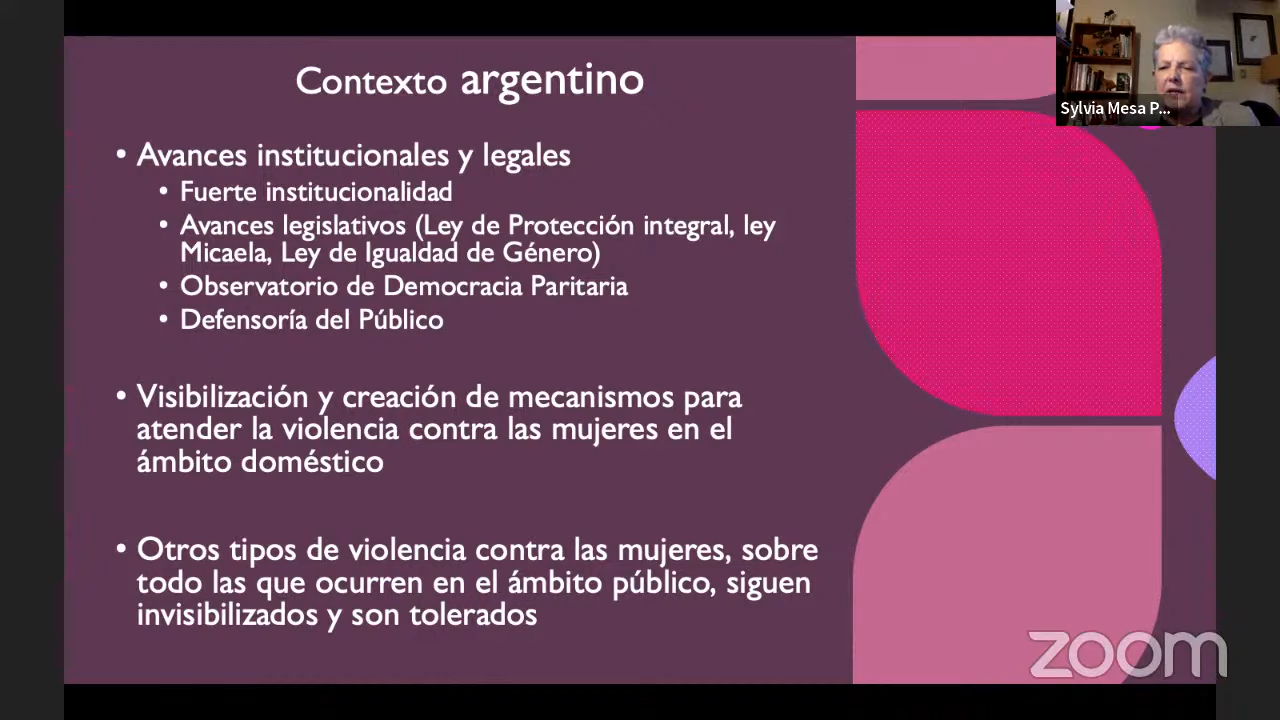 Contexto argentino
Sylvia Mesa P...
• Avances institucionales y legales
• Fuerte institucionalidad
• Avances legislativos (Ley de Protección integral, ley
Micaela, Ley de Igualdad de Género)
• Observatorio de Democracia Paritaria
• Defensoría del Público
• Visibilización y creación de mecanismos para
atender la violencia contra las mujeres en el
ámbito doméstico
• Otros tipos de violencia contra las mujeres, sobre
todo las que ocurren en el ámbito público, siguen
invisibilizados y son tolerados
zoom